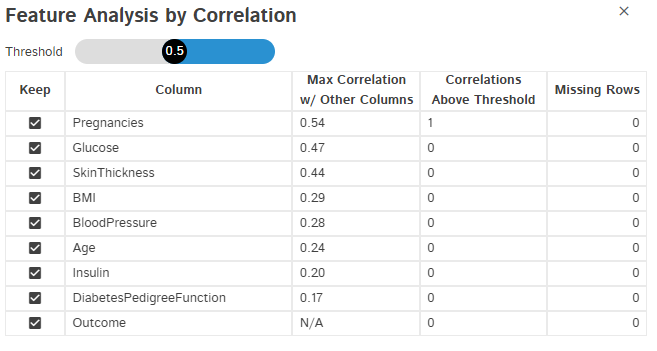 Feature Analysis by Correlation
×
Threshold 0.5
Keep Column Max Correlation w/ Other Columns Correlations Above Threshold Missing Rows
Pregnancies 0.54 1 0
Glucose 0.47 0 0
SkinThickness 0.44 0 0
BMI 0.29 0 0
BloodPressure 0.28 0 0
Age 0.24 0 0
Insulin 0.20 0 0
DiabetesPedigreeFunction 0.17 0 0
Outcome N/A 0 0